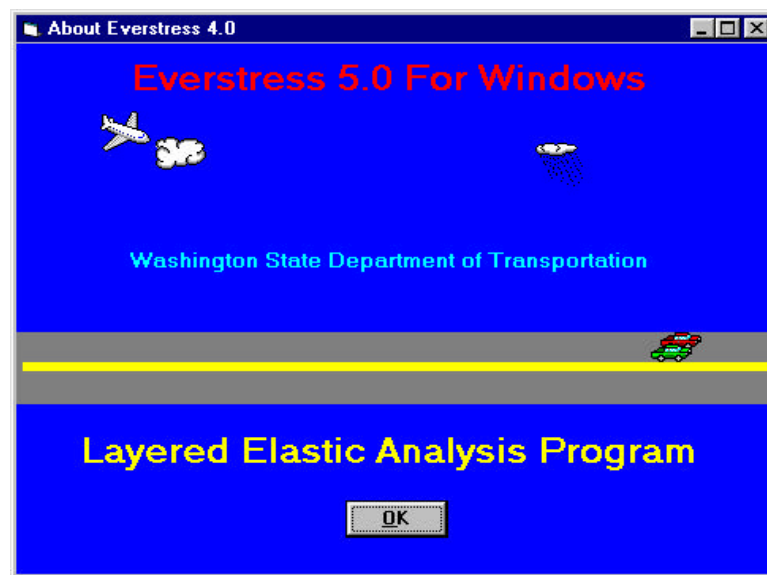 About Everstress 4.0
Everstress 5.0 For Windows
Washington State Department of Transportation
Layered Elastic Analysis Program
OK